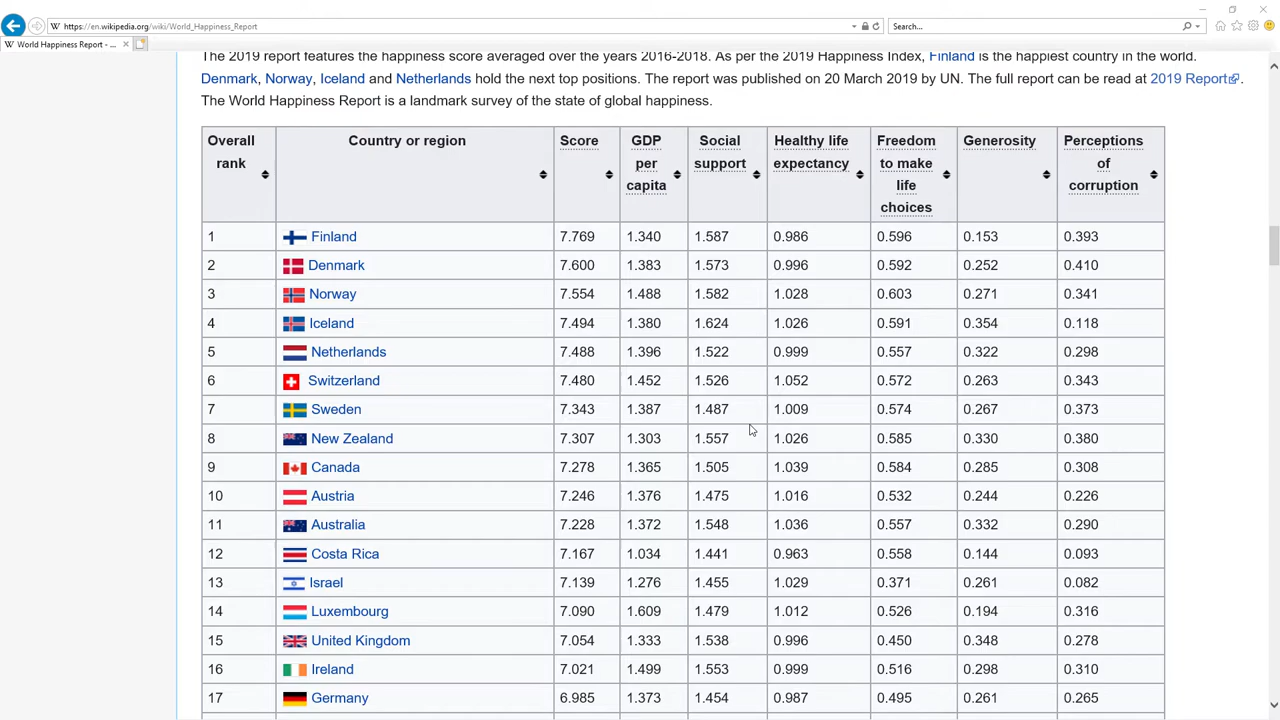 https://en.wikipedia.org/wiki/World_Happiness_Report
Search...
World Happiness Report - ...
The 2019 report features the happiness score averaged over the years 2016-2018. As per the 2019 Happiness Index, Finland is the happiest country in the world.
Denmark, Norway, Iceland and Netherlands hold the next top positions. The report was published on 20 March 2019 by UN. The full report can be read at 2019 Report.
The World Happiness Report is a landmark survey of the state of global happiness.
Overall rank Country or region Score GDP per capita Social support Healthy life expectancy Freedom to make life choices Generosity Perceptions of corruption
1 Finland 7.769 1.340 1.587 0.986 0.596 0.153 0.393
2 Denmark 7.600 1.383 1.573 0.996 0.592 0.252 0.410
3 Norway 7.554 1.488 1.582 1.028 0.603 0.271 0.341
4 Iceland 7.494 1.380 1.624 1.026 0.591 0.354 0.118
5 Netherlands 7.488 1.396 1.522 0.999 0.557 0.322 0.298
6 Switzerland 7.480 1.452 1.526 1.052 0.572 0.263 0.343
7 Sweden 7.343 1.387 1.487 1.009 0.574 0.267 0.373
8 New Zealand 7.307 1.303 1.557 1.026 0.585 0.330 0.380
9 Canada 7.278 1.365 1.505 1.039 0.584 0.285 0.308
10 Austria 7.246 1.376 1.475 1.016 0.532 0.244 0.226
11 Australia 7.228 1.372 1.548 1.036 0.557 0.332 0.290
12 Costa Rica 7.167 1.034 1.441 0.963 0.558 0.144 0.093
13 Israel 7.139 1.276 1.455 1.029 0.371 0.261 0.082
14 Luxembourg 7.090 1.609 1.479 1.012 0.526 0.194 0.316
15 United Kingdom 7.054 1.333 1.538 0.996 0.450 0.348 0.278
16 Ireland 7.021 1.499 1.553 0.999 0.516 0.298 0.310
17 Germany 6.985 1.373 1.454 0.987 0.495 0.261 0.265